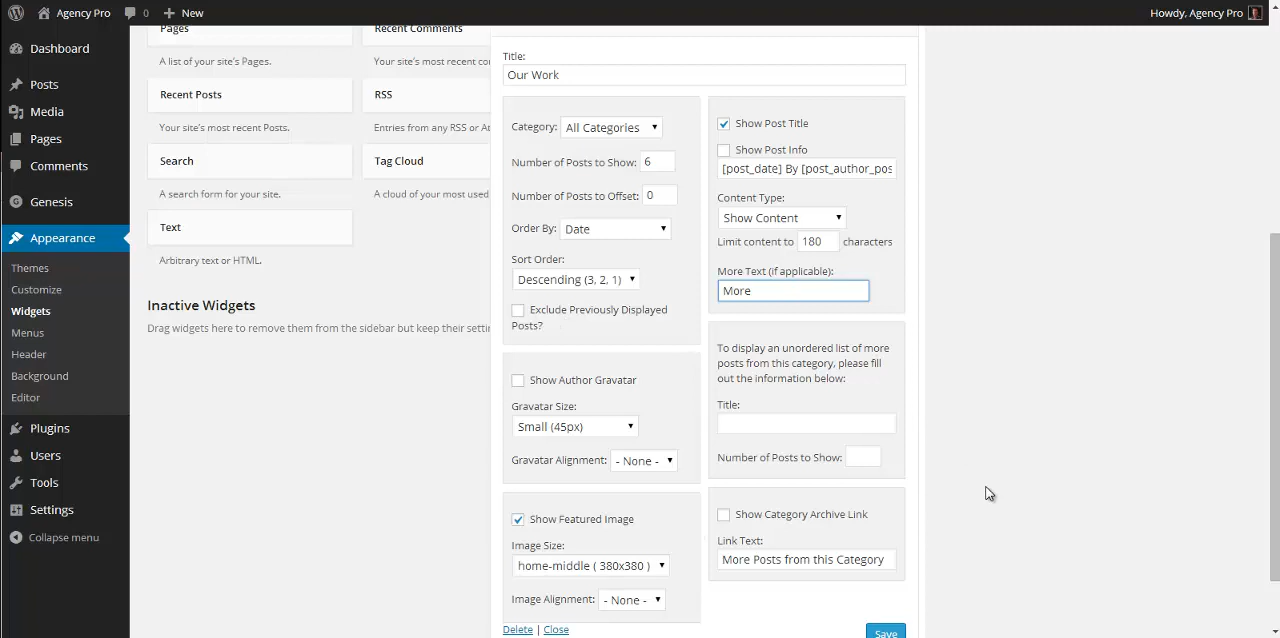 Agency Pro 0 New Howdy, Agency Pro
Dashboard
Posts
Media
Pages
Comments
Genesis
Appearance
Themes
Customize
Widgets
Menus
Header
Background
Editor
Plugins
Users
Tools
Settings
Collapse menu
Pages Recent Comments
A list of your site's Pages. Your site's most recent co
Recent Posts RSS
Your site's most recent Posts. Entries from any RSS or At
Search Tag Cloud
A search form for your site. A cloud of your most used
Text
Arbitrary text or HTML.
Inactive Widgets
Drag widgets here to remove them from the sidebar but keep their setti
Title:
Our Work
Category: All Categories
Number of Posts to Show: 6
Number of Posts to Offset: 0
Order By: Date
Sort Order:
Descending (3, 2, 1)
Exclude Previously Displayed
Posts?
Show Author Gravatar
Gravatar Size:
Small (45px)
Gravatar Alignment: - None -
Show Featured Image
Image Size:
home-middle ( 380x380 )
Image Alignment: - None -
Delete | Close
Show Post Title
Show Post Info
[post_date] By [post_author_pos
Content Type:
Show Content
Limit content to 180 characters
More Text (if applicable):
More
To display an unordered list of more
posts from this category, please fill
out the information below:
Title:
Number of Posts to Show:
Show Category Archive Link
Link Text:
More Posts from this Category
Save